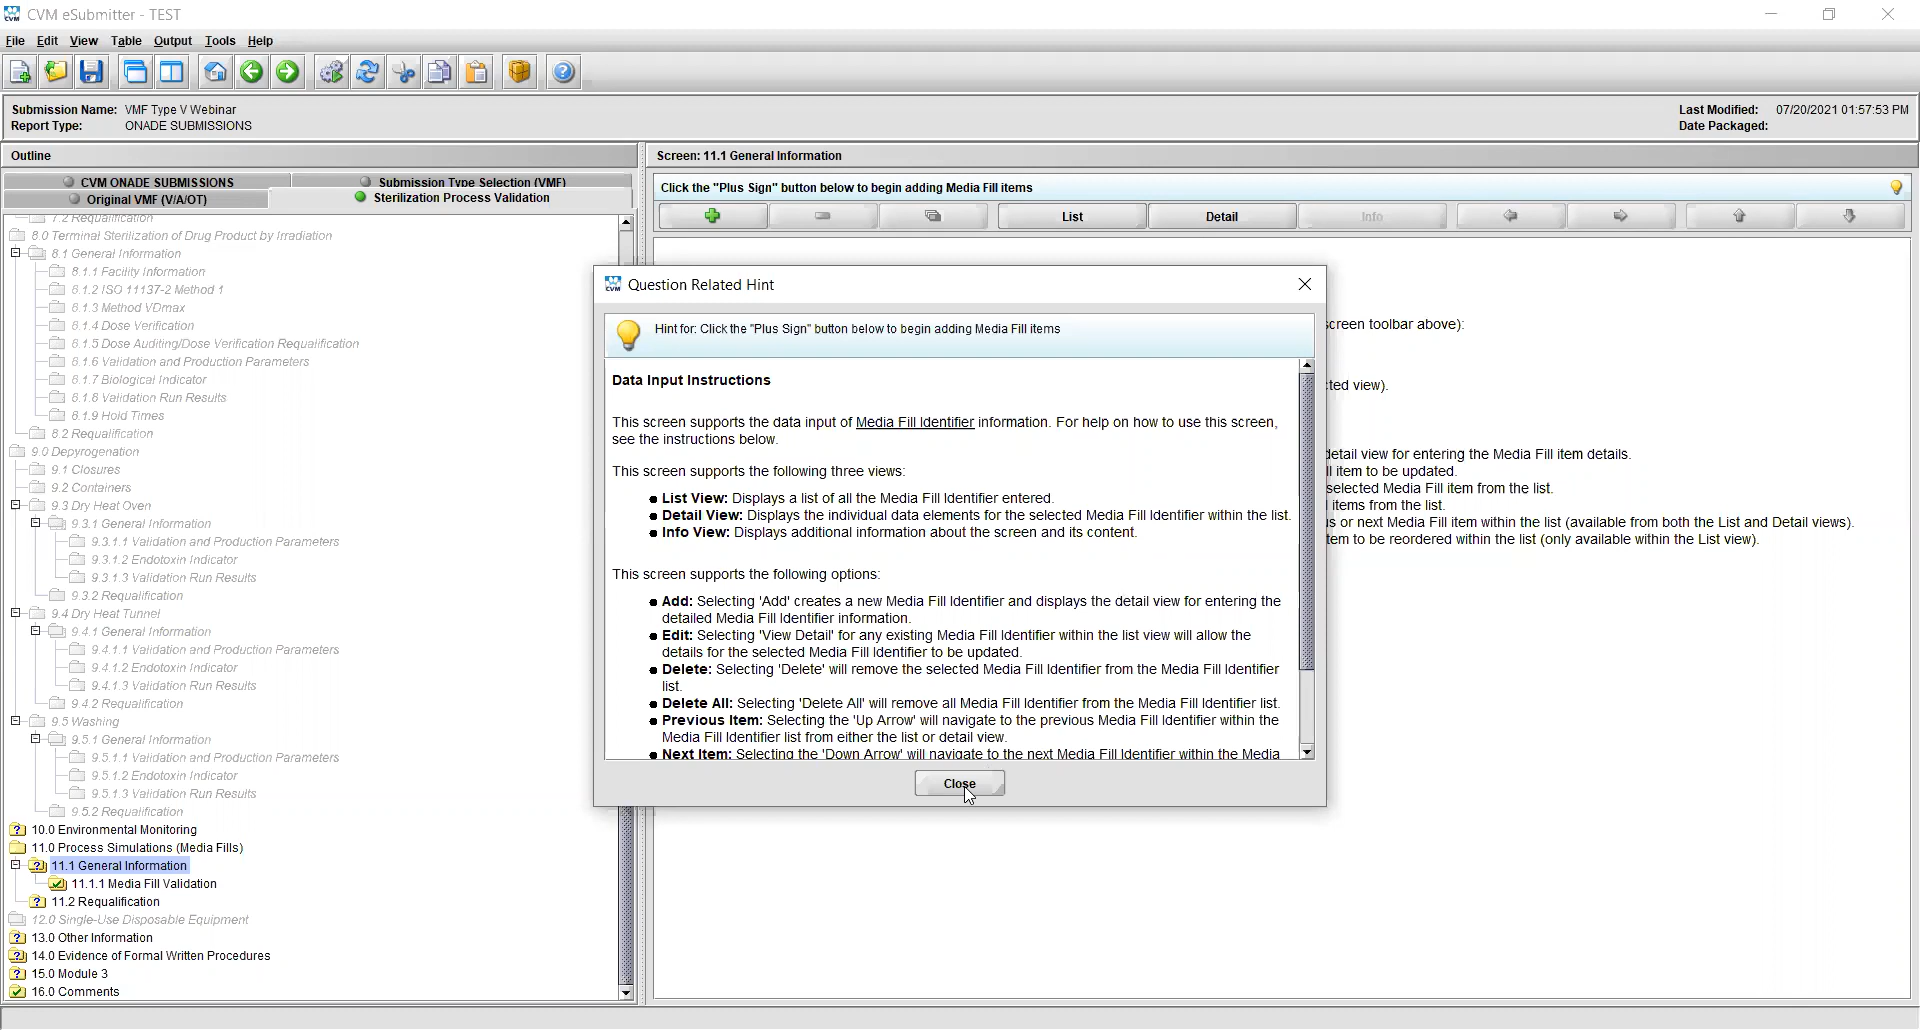 CVM eSubmitter - TEST
File Edit View Table Output Tools Help
Submission Name: VMF Type V Webinar
Report Type: ONADE SUBMISSIONS
Last Modified: 07/20/2021 01:57:53 PM
Date Packaged:
Outline
CVM ONADE SUBMISSIONS
Submission Type Selection (VMF)
Original VMF (V/A/OT)
Sterilization Process Validation
7.2 Requalification
8.0 Terminal Sterilization of Drug Product by Irradiation
8.1 General Information
8.1.1 Facility Information
8.1.2 ISO 11137-2 Method 1
8.1.3 Method VDmax
8.1.4 Dose Verification
8.1.5 Dose Auditing/Dose Verification Requalification
8.1.6 Validation and Production Parameters
8.1.7 Biological Indicator
8.1.8 Validation Run Results
8.1.9 Hold Times
8.2 Requalification
9.0 Depyrogenation
9.1 Closures
9.2 Containers
9.3 Dry Heat Oven
9.3.1 General Information
9.3.1.1 Validation and Production Parameters
9.3.1.2 Endotoxin Indicator
9.3.1.3 Validation Run Results
9.3.2 Requalification
9.4 Dry Heat Tunnel
9.4.1 General Information
9.4.1.1 Validation and Production Parameters
9.4.1.2 Endotoxin Indicator
9.4.1.3 Validation Run Results
9.4.2 Requalification
9.5 Washing
9.5.1 General Information
9.5.1.1 Validation and Production Parameters
9.5.1.2 Endotoxin Indicator
9.5.1.3 Validation Run Results
9.5.2 Requalification
10.0 Environmental Monitoring
11.0 Process Simulations (Media Fills)
11.1 General Information
11.1.1 Media Fill Validation
11.2 Requalification
12.0 Single-Use Disposable Equipment
13.0 Other Information
14.0 Evidence of Formal Written Procedures
15.0 Module 3
16.0 Comments
Screen: 11.1 General Information
Click the "Plus Sign" button below to begin adding Media Fill items
List Detail Info
creen toolbar above):
ted view).
detail view for entering the Media Fill item details.
ll item to be updated.
selected Media Fill item from the list.
items from the list.
us or next Media Fill item within the list (available from both the List and Detail views).
tem to be reordered within the list (only available within the List view).
Question Related Hint
Hint for: Click the "Plus Sign" button below to begin adding Media Fill items
Data Input Instructions
This screen supports the data input of Media Fill Identifier information. For help on how to use this screen,
see the instructions below.
This screen supports the following three views:
List View: Displays a list of all the Media Fill Identifier entered.
Detail View: Displays the individual data elements for the selected Media Fill Identifier within the list.
Info View: Displays additional information about the screen and its content.
This screen supports the following options:
Add: Selecting 'Add' creates a new Media Fill Identifier and displays the detail view for entering the
detailed Media Fill Identifier information.
Edit: Selecting 'View Detail' for any existing Media Fill Identifier within the list view will allow the
details for the selected Media Fill Identifier to be updated.
Delete: Selecting 'Delete' will remove the selected Media Fill Identifier from the Media Fill Identifier
list.
Delete All: Selecting 'Delete All' will remove all Media Fill Identifier from the Media Fill Identifier list.
Previous Item: Selecting the 'Up Arrow' will navigate to the previous Media Fill Identifier within the
Media Fill Identifier list from either the list or detail view.
Next Item: Selecting the 'Down Arrow' will navigate to the next Media Fill Identifier within the Media
Close